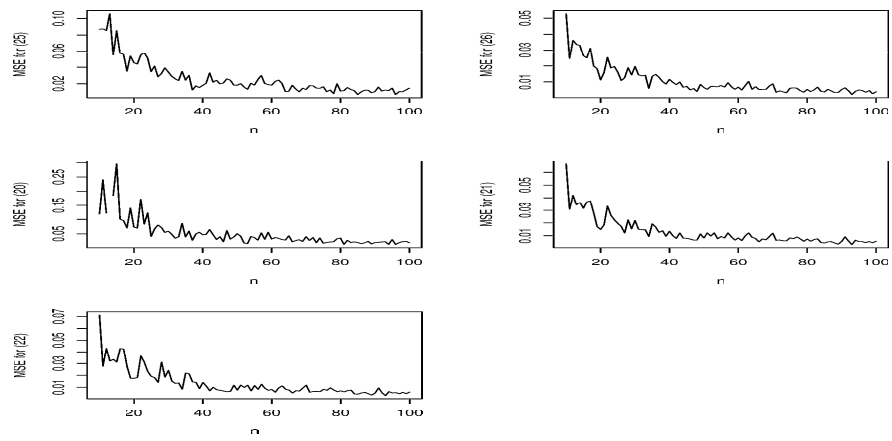 MSE for (25)
0.02 0.06 0.10
20 40 60 80 100
n
MSE for (26)
0.01 0.03 0.05
20 40 60 80 100
n
MSE for (20)
0.05 0.15 0.25
20 40 60 80 100
n
MSE for (21)
0.01 0.03 0.05
20 40 60 80 100
n
MSE for (22)
0.01 0.03 0.05 0.07
20 40 60 80 100
n